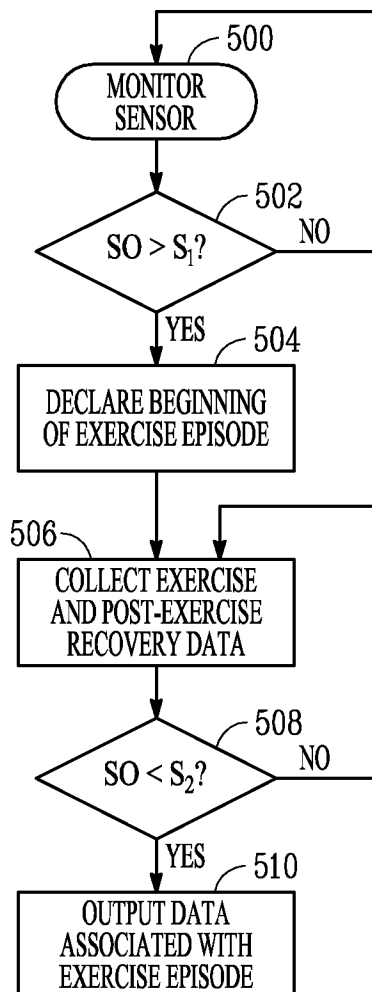 500
MONITOR
SENSOR
502
SO > S1?
NO
YES
504
DECLARE BEGINNING
OF EXERCISE EPISODE
506
COLLECT EXERCISE
AND POST-EXERCISE
RECOVERY DATA
508
SO < S2?
NO
YES
510
OUTPUT DATA
ASSOCIATED WITH
EXERCISE EPISODE